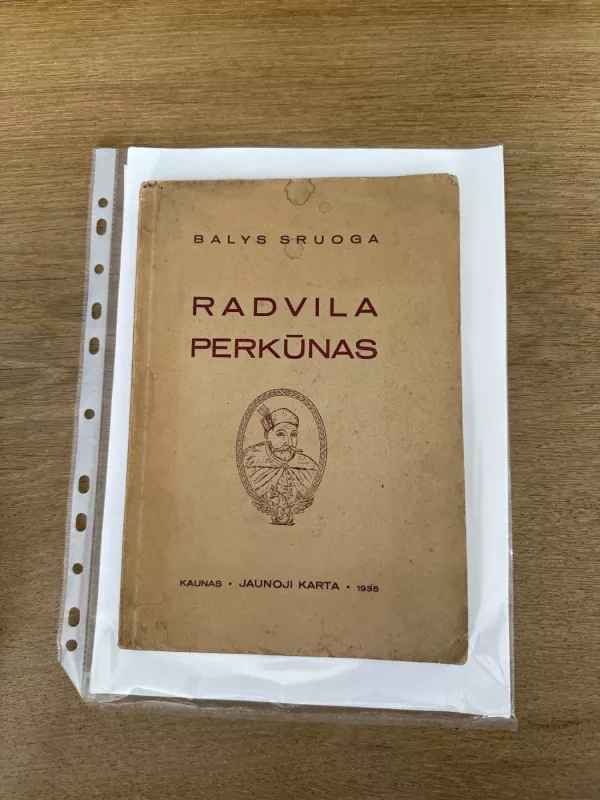 BALYS SRUOGA
RADVILA
PERKŪNAS
KAUNAS • JAUNOJI KARTA • 1935